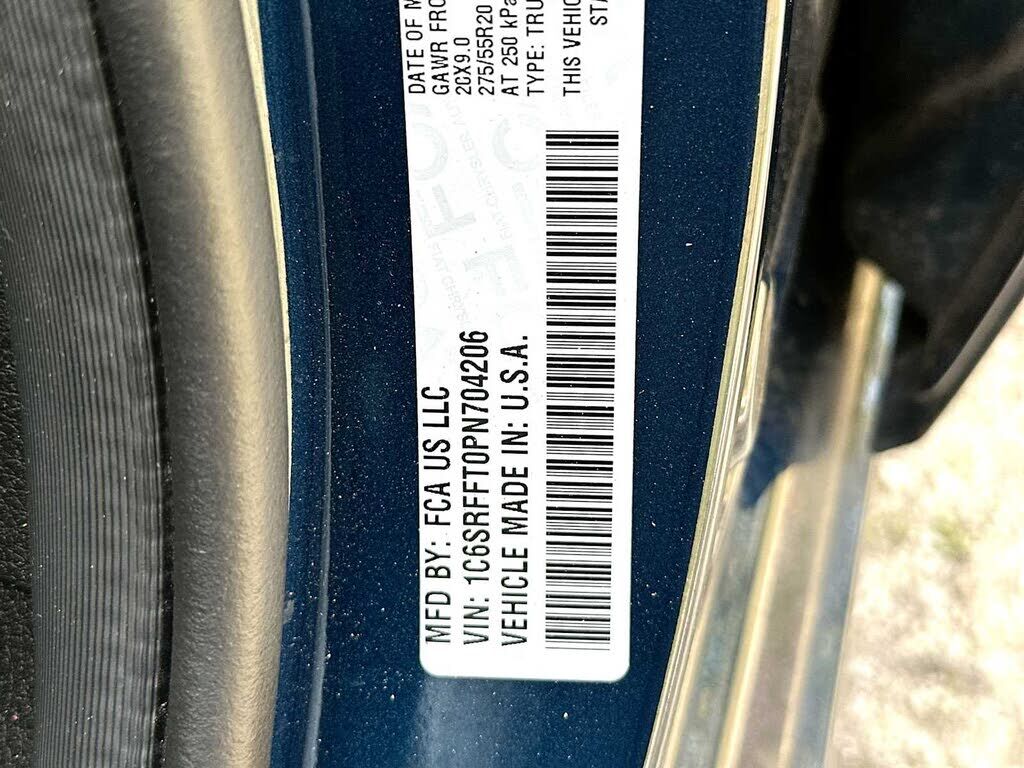 MFD BY: FCA US LLC
VIN: 1C6SRFFT0PN704206
VEHICLE MADE IN: U.S.A.
DATE OF M
GAWR FRO
20X9.0
275/55R20
AT 250 kPa
TYPE: TRU
THIS VEHIC
STA